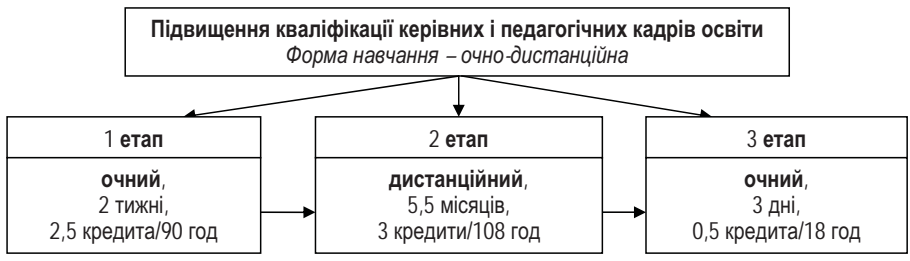 Підвищення кваліфікації керівних і педагогічних кадрів освіти
Форма навчання – очно-дистанційна
1 етап
очний,
2 тижні,
2,5 кредита/90 год
2 етап
дистанційний,
5,5 місяців,
3 кредити/108 год
3 етап
очний,
3 дні,
0,5 кредита/18 год